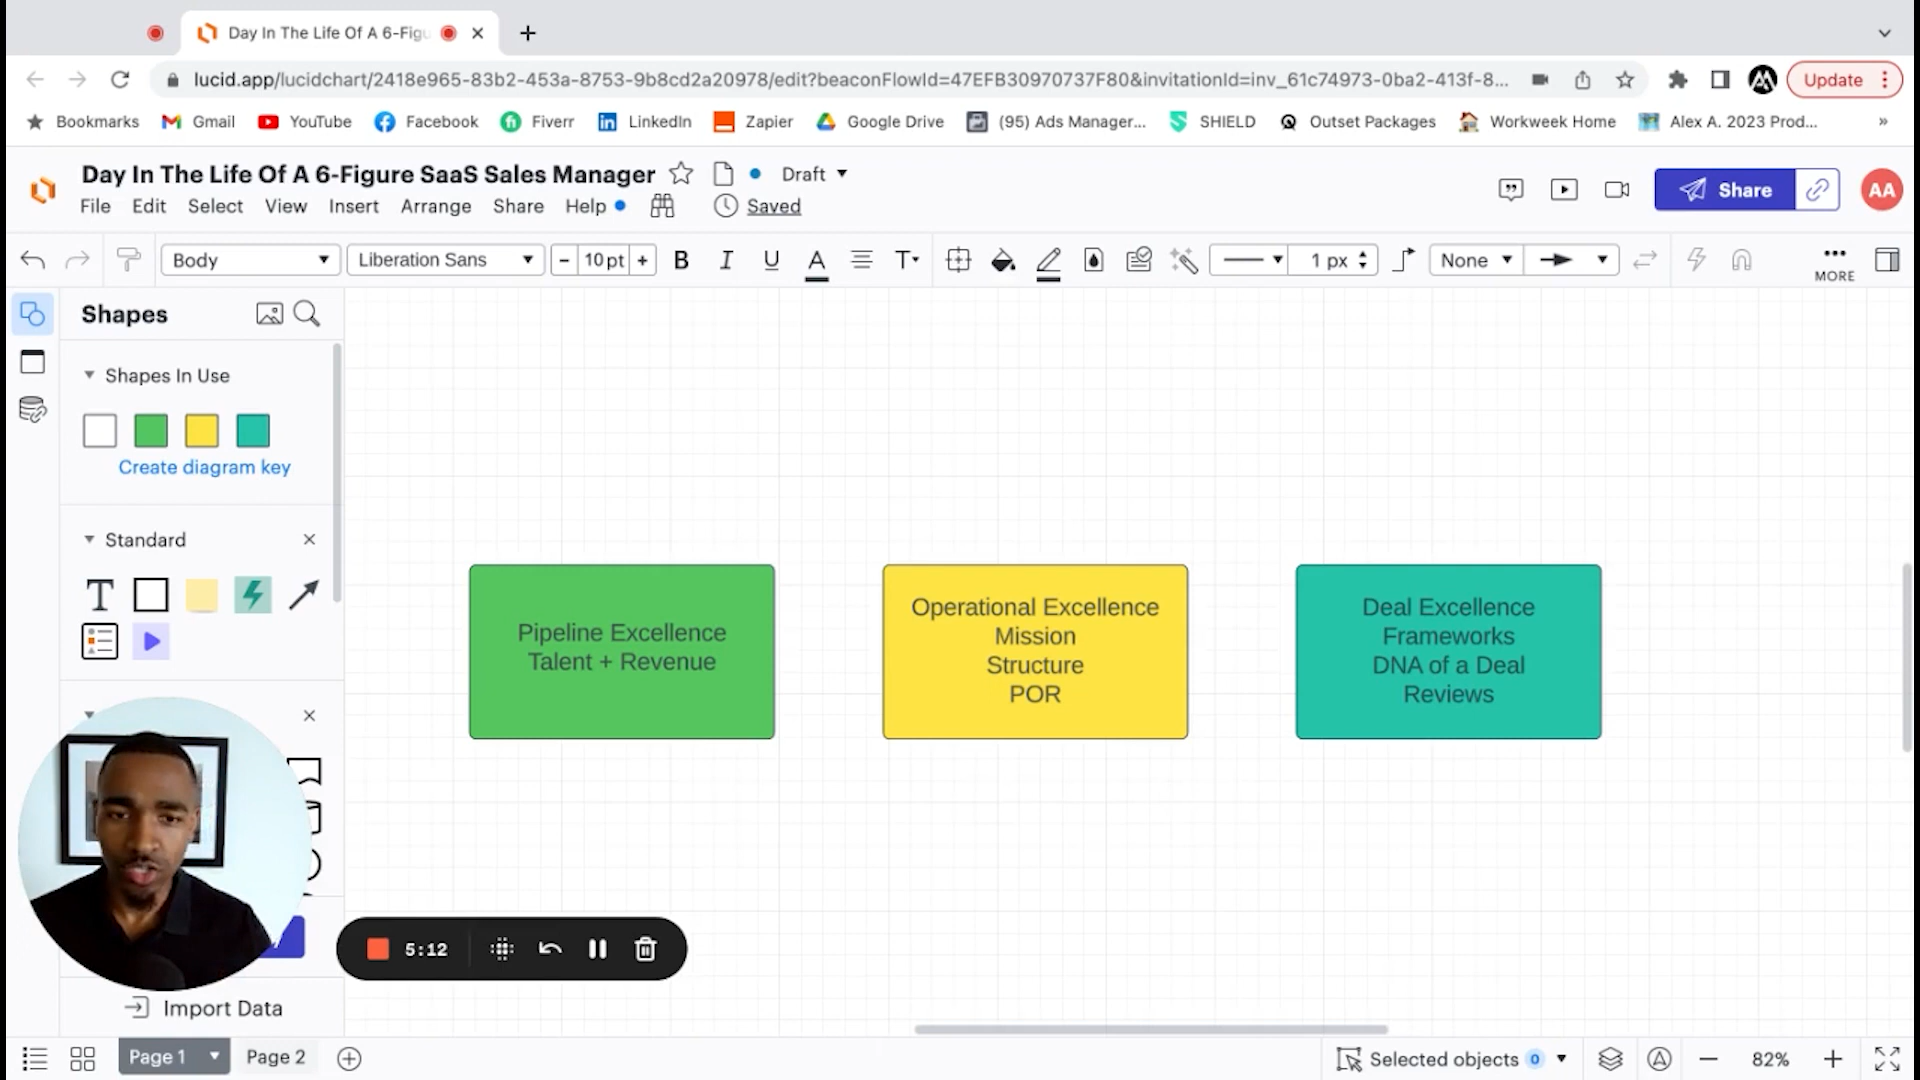 Day In The Life Of A 6-Figu
lucid.app/lucidchart/2418e965-83b2-453a-8753-9b8cd2a20978/edit?beaconFlowId=47EFB30970737F80&invitationId=inv_61c74973-0ba2-413f-8...
Update
Bookmarks Gmail YouTube Facebook Fiverr LinkedIn Zapier Google Drive (95) Ads Manager... SHIELD Outset Packages Workweek Home Alex A. 2023 Prod... »
Day In The Life Of A 6-Figure SaaS Sales Manager Draft
Share AA
File Edit Select View Insert Arrange Share Help Saved
Body Liberation Sans − 10 pt + B I U A T 1 px None MORE
Shapes
Shapes In Use
Create diagram key
Standard
T
Pipeline Excellence
Talent + Revenue
Operational Excellence
Mission
Structure
POR
Deal Excellence
Frameworks
DNA of a Deal
Reviews
5:12
Import Data
Page 1 Page 2 Selected objects 0 82%